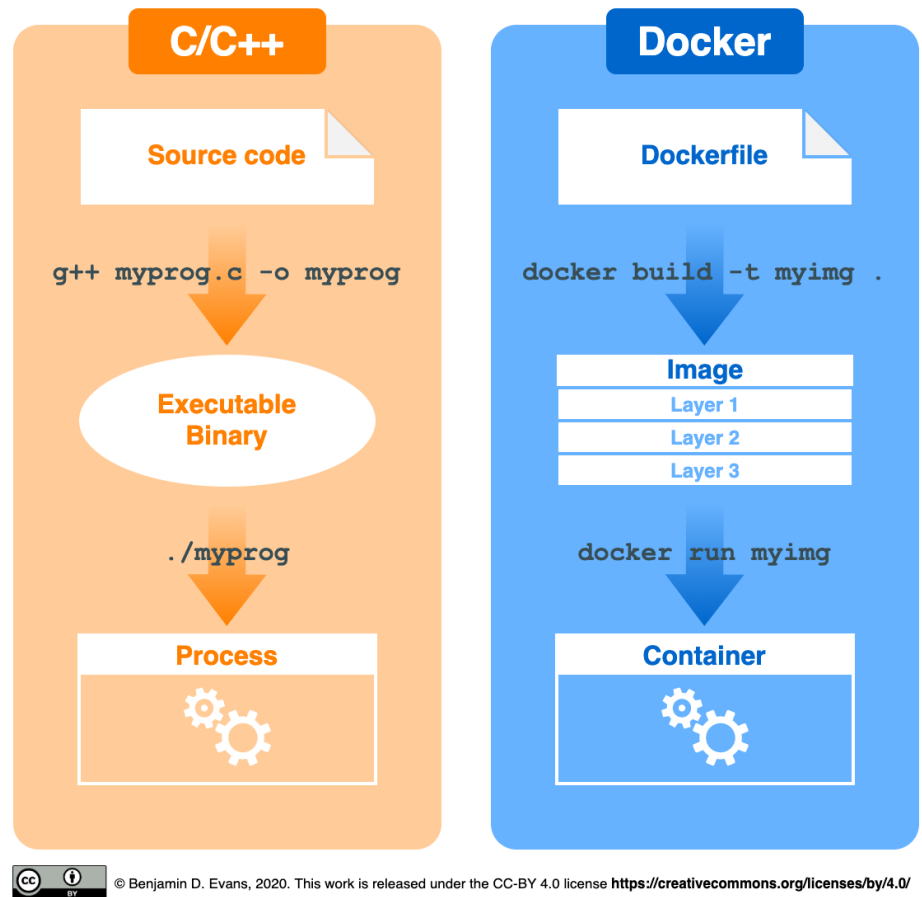 C/C++
Source code
g++ myprog.c -o myprog
Executable
Binary
./myprog
Process
Docker
Dockerfile
docker build -t myimg .
Image
Layer 1
Layer 2
Layer 3
docker run myimg
Container
cc
BY
© Benjamin D. Evans, 2020. This work is released under the CC-BY 4.0 license https://creativecommons.org/licenses/by/4.0/